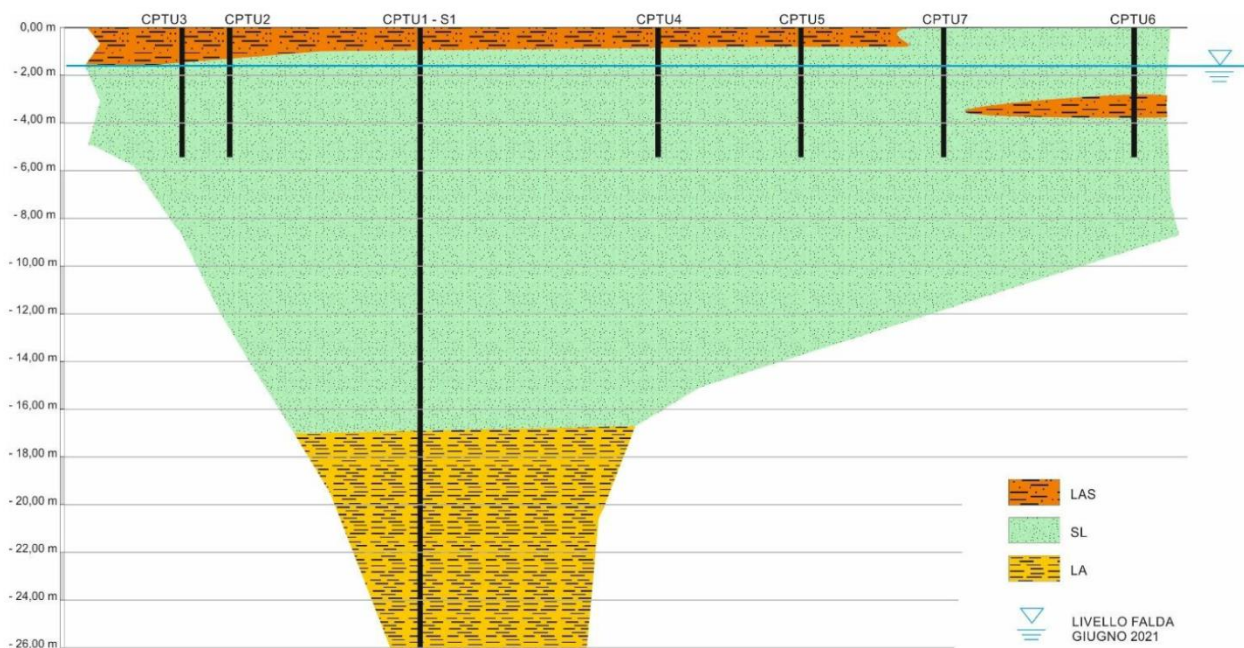 CPTU3 CPTU2 CPTU1 - S1 CPTU4 CPTU5 CPTU7 CPTU6
0,00 m
- 2,00 m
- 4,00 m
- 6,00 m
- 8,00 m
- 10,00 m
- 12,00 m
- 14,00 m
- 16,00 m
- 18,00 m
- 20,00 m
- 22,00 m
- 24,00 m
- 26,00 m
LAS
SL
LA
LIVELLO FALDA
GIUGNO 2021